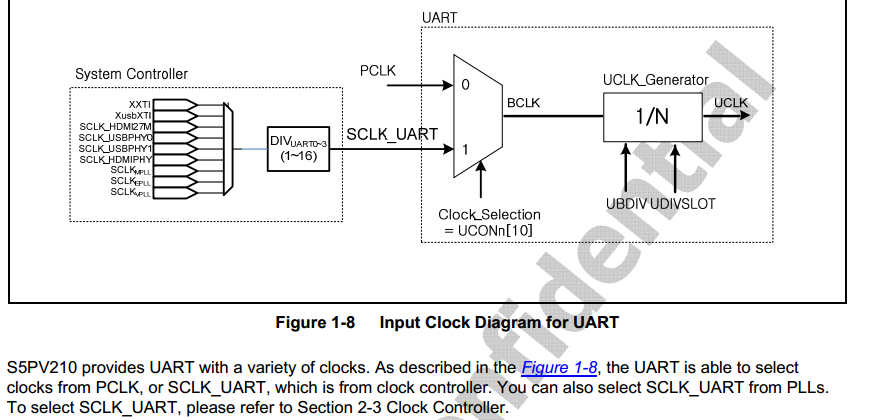 UART
System Controller
PCLK
UCLK_Generator
XXTI
XusbXTI
SCLK_HDMI27M
SCLK_USBPHY0
SCLK_USBPHY1
SCLK_HDMIPHY
SCLKMPLL
SCLKEPLL
SCLKVPLL
DIVUART0~3
(1~16)
SCLK_UART
0
1
BCLK
1/N
UCLK
UBDIV UDIVSLOT
Clock_Selection
= UCONn[10]
Figure 1-8 Input Clock Diagram for UART
S5PV210 provides UART with a variety of clocks. As described in the Figure 1-8, the UART is able to select
clocks from PCLK, or SCLK_UART, which is from clock controller. You can also select SCLK_UART from PLLs.
To select SCLK_UART, please refer to Section 2-3 Clock Controller.
nfidential